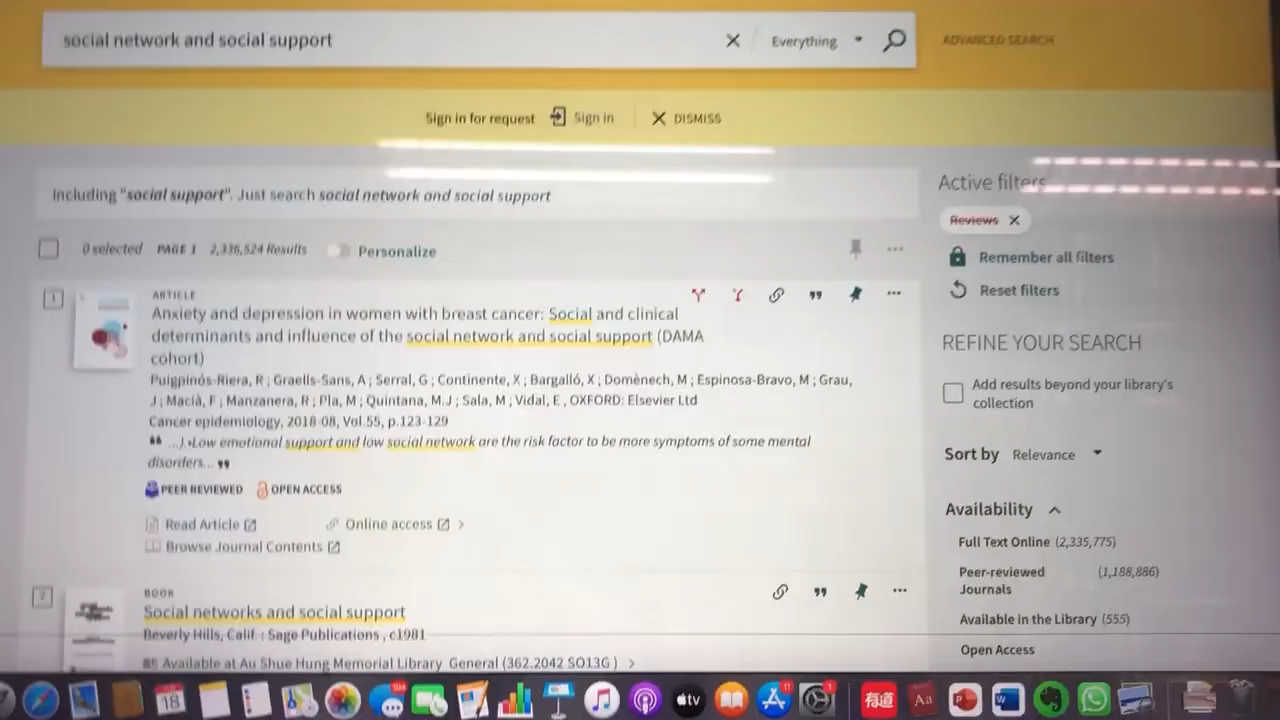 social network and social support
Everything
ADVANCED SEARCH
Sign in for request Sign in DISMISS
Including "social support". Just search social network and social support
0 selected PAGE 1 2,336,524 Results Personalize
1
ARTICLE
Anxiety and depression in women with breast cancer: Social and clinical
determinants and influence of the social network and social support (DAMA
cohort)
Puigpinós-Riera, R ; Graells-Sans, A ; Serral, G ; Continente, X ; Bargalló, X ; Domènech, M ; Espinosa-Bravo, M ; Grau,
J ; Macià, F ; Manzanera, R ; Pla, M ; Quintana, M.J ; Sala, M ; Vidal, E , OXFORD: Elsevier Ltd
Cancer epidemiology, 2018-08, Vol.55, p.123-129
“ ...) •Low emotional support and low social network are the risk factor to be more symptoms of some mental
disorders... ”
PEER REVIEWED OPEN ACCESS
Read Article Online access
Browse Journal Contents
2
BOOK
Social networks and social support
Beverly Hills, Calif. : Sage Publications , c1981
Available at Au Shue Hung Memorial Library General (362.2042 SO13G )
Active filters
Reviews
Remember all filters
Reset filters
REFINE YOUR SEARCH
Add results beyond your library's
collection
Sort by Relevance
Availability
Full Text Online (2,335,775)
Peer-reviewed (1,188,886)
Journals
Available in the Library (555)
Open Access
18
104
tv
11
1
有道
Aa
P
W